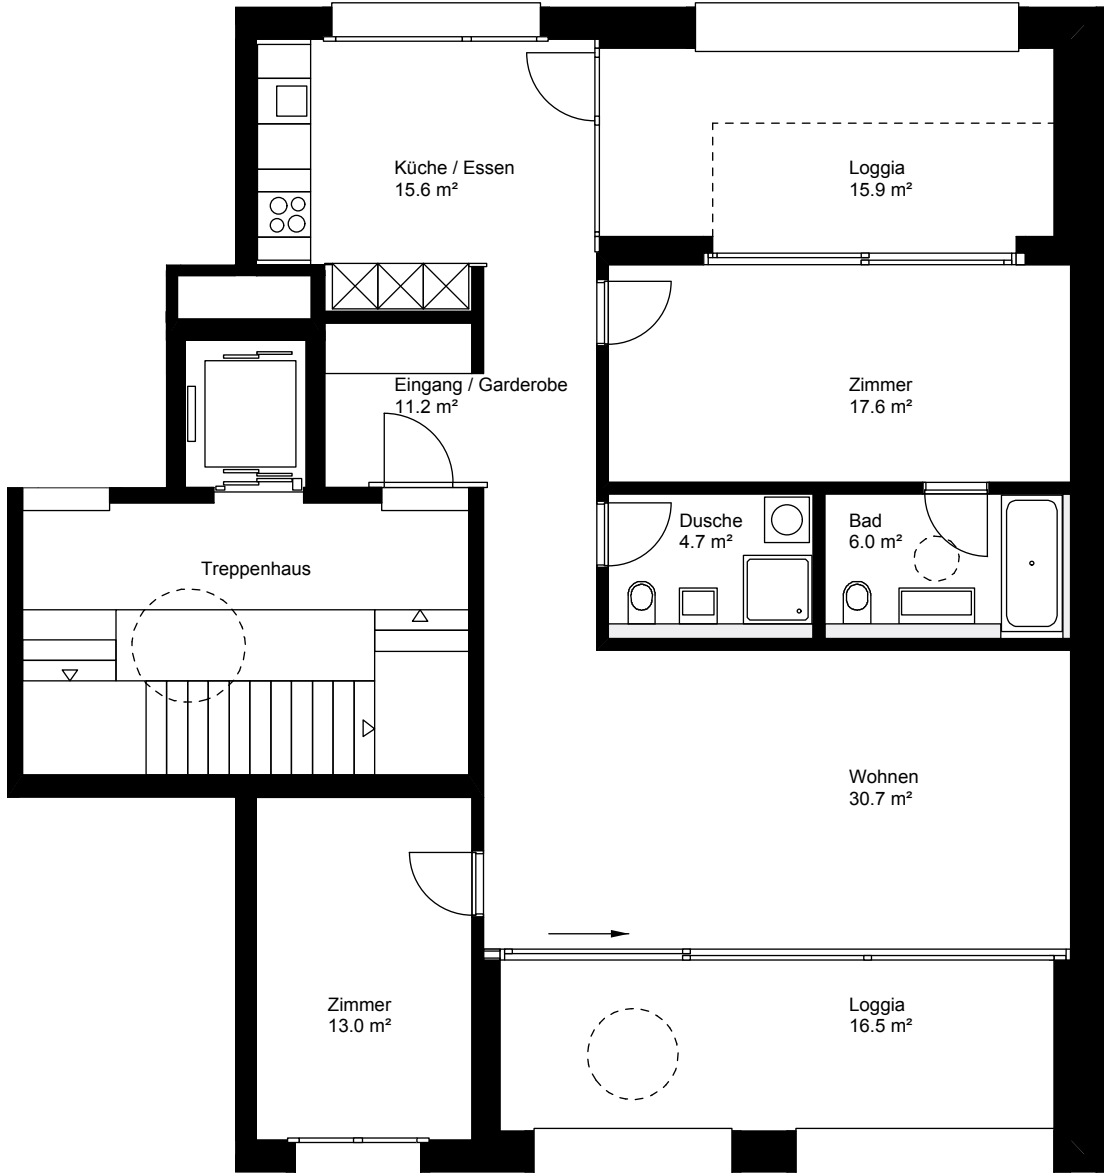 Küche / Essen
15.6 m²
Loggia
15.9 m²
Eingang / Garderobe
11.2 m²
Zimmer
17.6 m²
Dusche
4.7 m²
Bad
6.0 m²
Treppenhaus
Wohnen
30.7 m²
Zimmer
13.0 m²
Loggia
16.5 m²